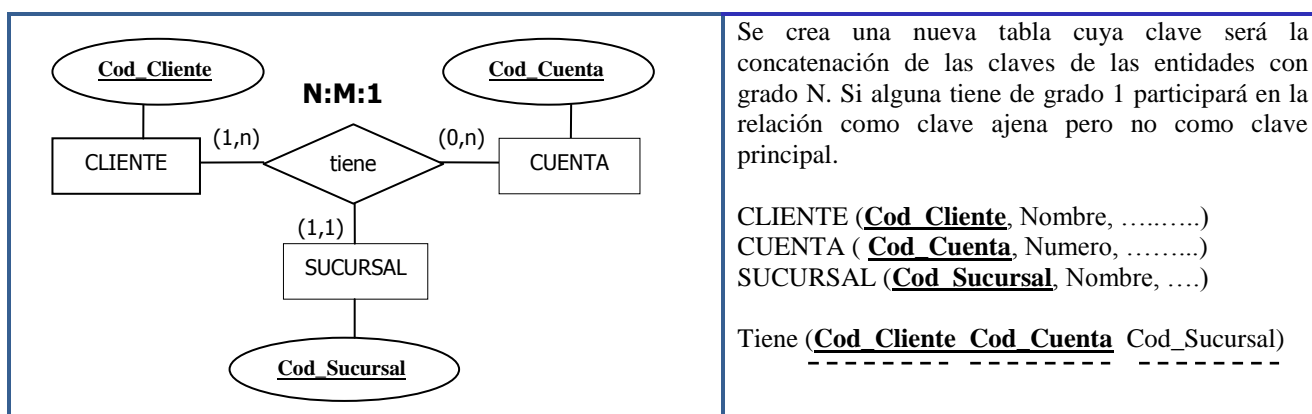 Cod_Cliente
Cod_Cuenta
N:M:1
(1,n)
(0,n)
CLIENTE
tiene
CUENTA
(1,1)
SUCURSAL
Cod_Sucursal
Se crea una nueva tabla cuya clave será la
concatenación de las claves de las entidades con
grado N. Si alguna tiene de grado 1 participará en la
relación como clave ajena pero no como clave
principal.
CLIENTE (Cod_Cliente, Nombre, ……..…..)
CUENTA ( Cod_Cuenta, Numero, ……...)
SUCURSAL (Cod_Sucursal, Nombre, ….)
Tiene (Cod_Cliente Cod_Cuenta Cod_Sucursal)